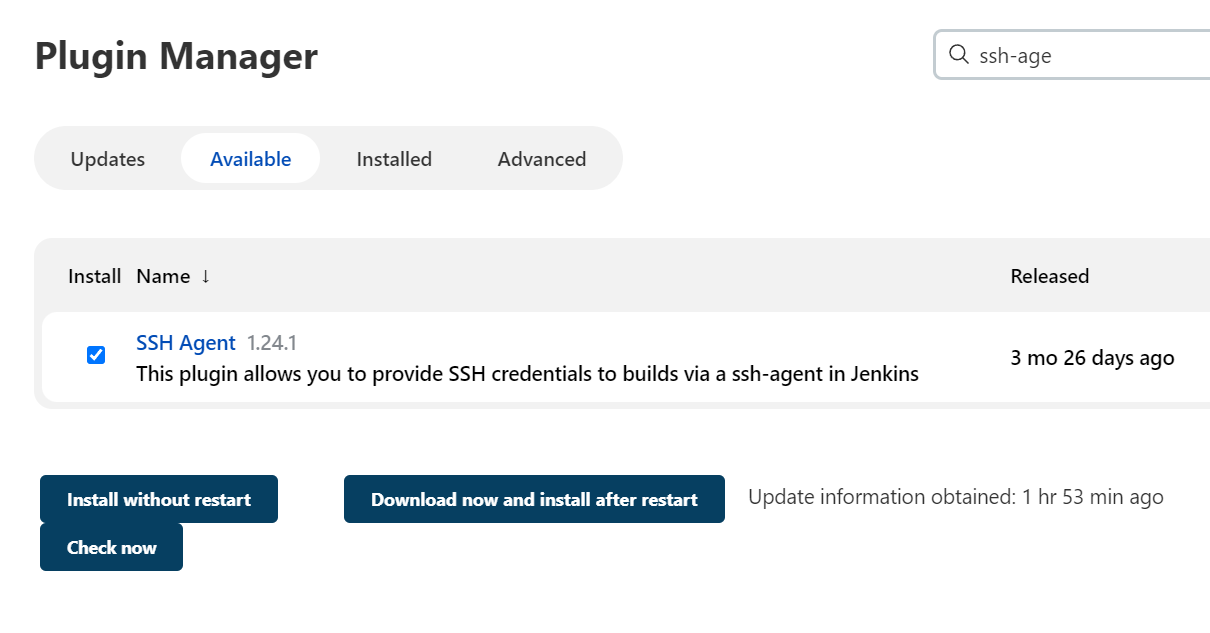 Plugin Manager
ssh-age
Updates Available Installed Advanced
Install Name ↓ Released
SSH Agent 1.24.1
This plugin allows you to provide SSH credentials to builds via a ssh-agent in Jenkins
3 mo 26 days ago
Install without restart
Download now and install after restart
Update information obtained: 1 hr 53 min ago
Check now